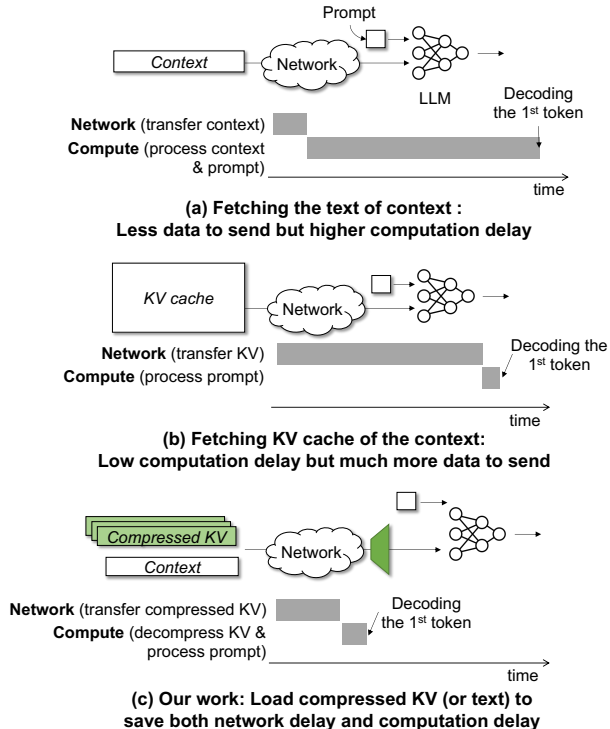 Prompt
Context
Network
LLM
Decoding
the 1st token
Network (transfer context)
Compute (process context
& prompt)
time
(a) Fetching the text of context :
Less data to send but higher computation delay
KV cache
Network
Network (transfer KV)
Compute (process prompt)
Decoding the
1st token
time
(b) Fetching KV cache of the context:
Low computation delay but much more data to send
Compressed KV
Context
Network
Network (transfer compressed KV)
Compute (decompress KV &
process prompt)
Decoding
the 1st token
time
(c) Our work: Load compressed KV (or text) to
save both network delay and computation delay